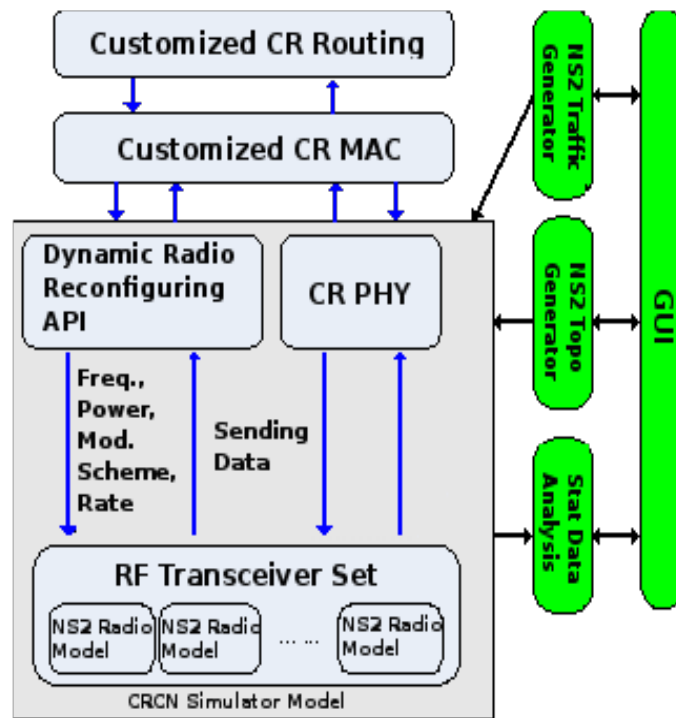 Customized CR Routing
Customized CR MAC
Dynamic Radio
Reconfiguring
API
CR PHY
Freq.,
Power,
Mod.
Scheme,
Rate
Sending
Data
RF Transceiver Set
NS2 Radio
Model
NS2 Radio
Model
... ...
NS2 Radio
Model
CRCN Simulator Model
NS2 Traffic
Generator
NS2 Topo
Generator
Stat Data
Analysis
GUI